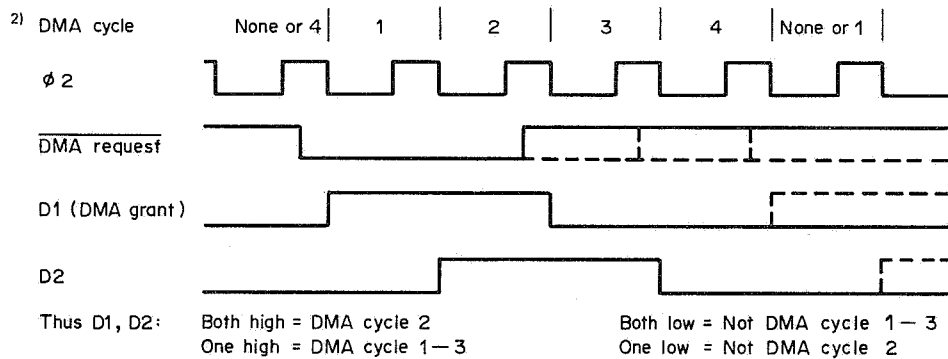 2) DMA cycle None or 4 1 2 3 4 None or 1
φ 2
DMA request
D1 (DMA grant)
D2
Thus D1, D2: Both high = DMA cycle 2 Both low = Not DMA cycle 1 – 3
One high = DMA cycle 1 – 3 One low = Not DMA cycle 2